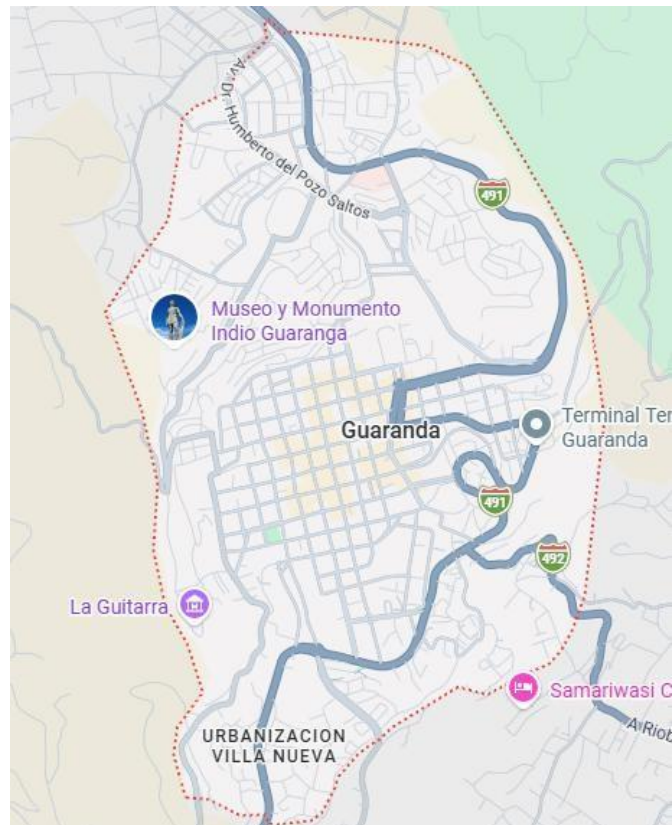 Av. Dr. Humberto del Pozo Saltos
491
Museo y Monumento
Indio Guaranga
Guaranda
Terminal Ter
Guaranda
491
492
La Guitarra
Samariwasi C
A Riob
URBANIZACION
VILLA NUEVA